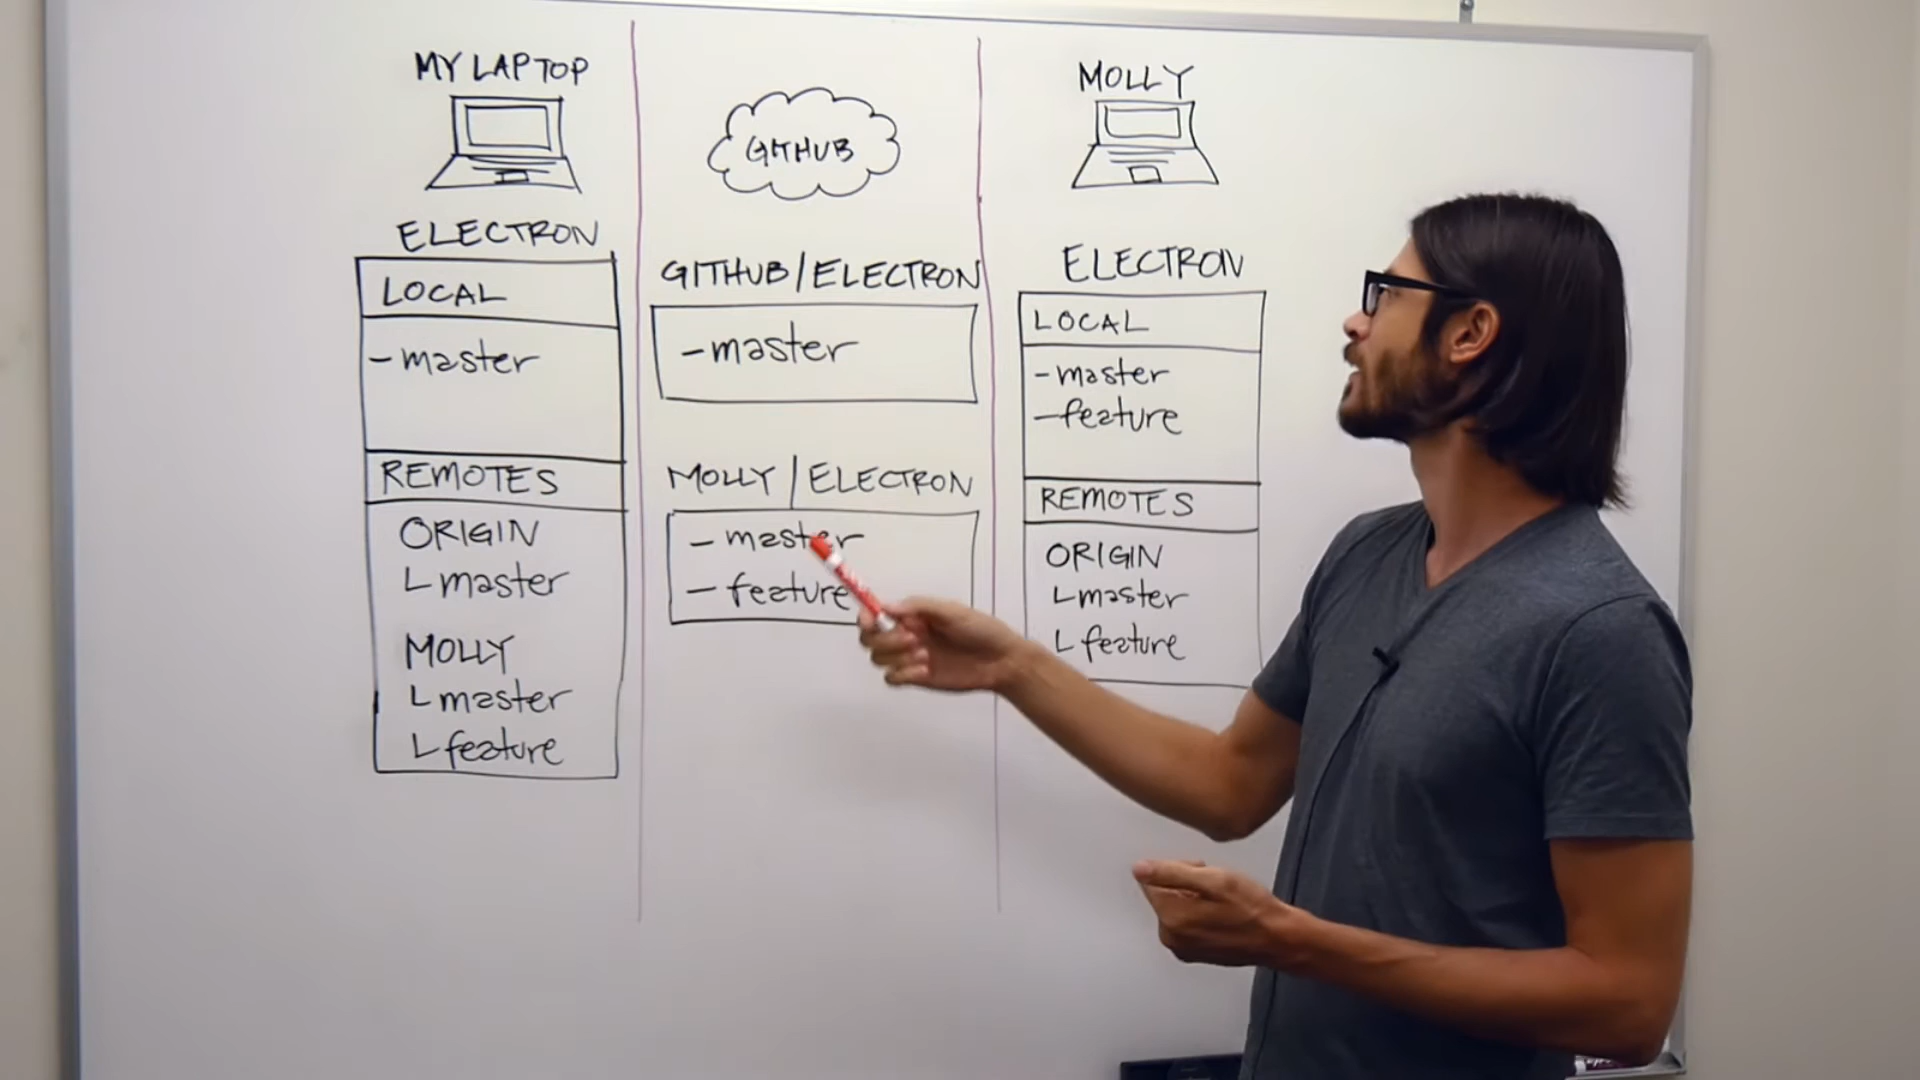 MY LAPTOP
ELECTRON
LOCAL
- master
REMOTES
ORIGIN
L master
MOLLY
L master
L feature
GITHUB
GITHUB/ELECTRON
- master
MOLLY/ELECTRON
- master
- feature
MOLLY
ELECTRON
LOCAL
- master
- feature
REMOTES
ORIGIN
L master
L feature